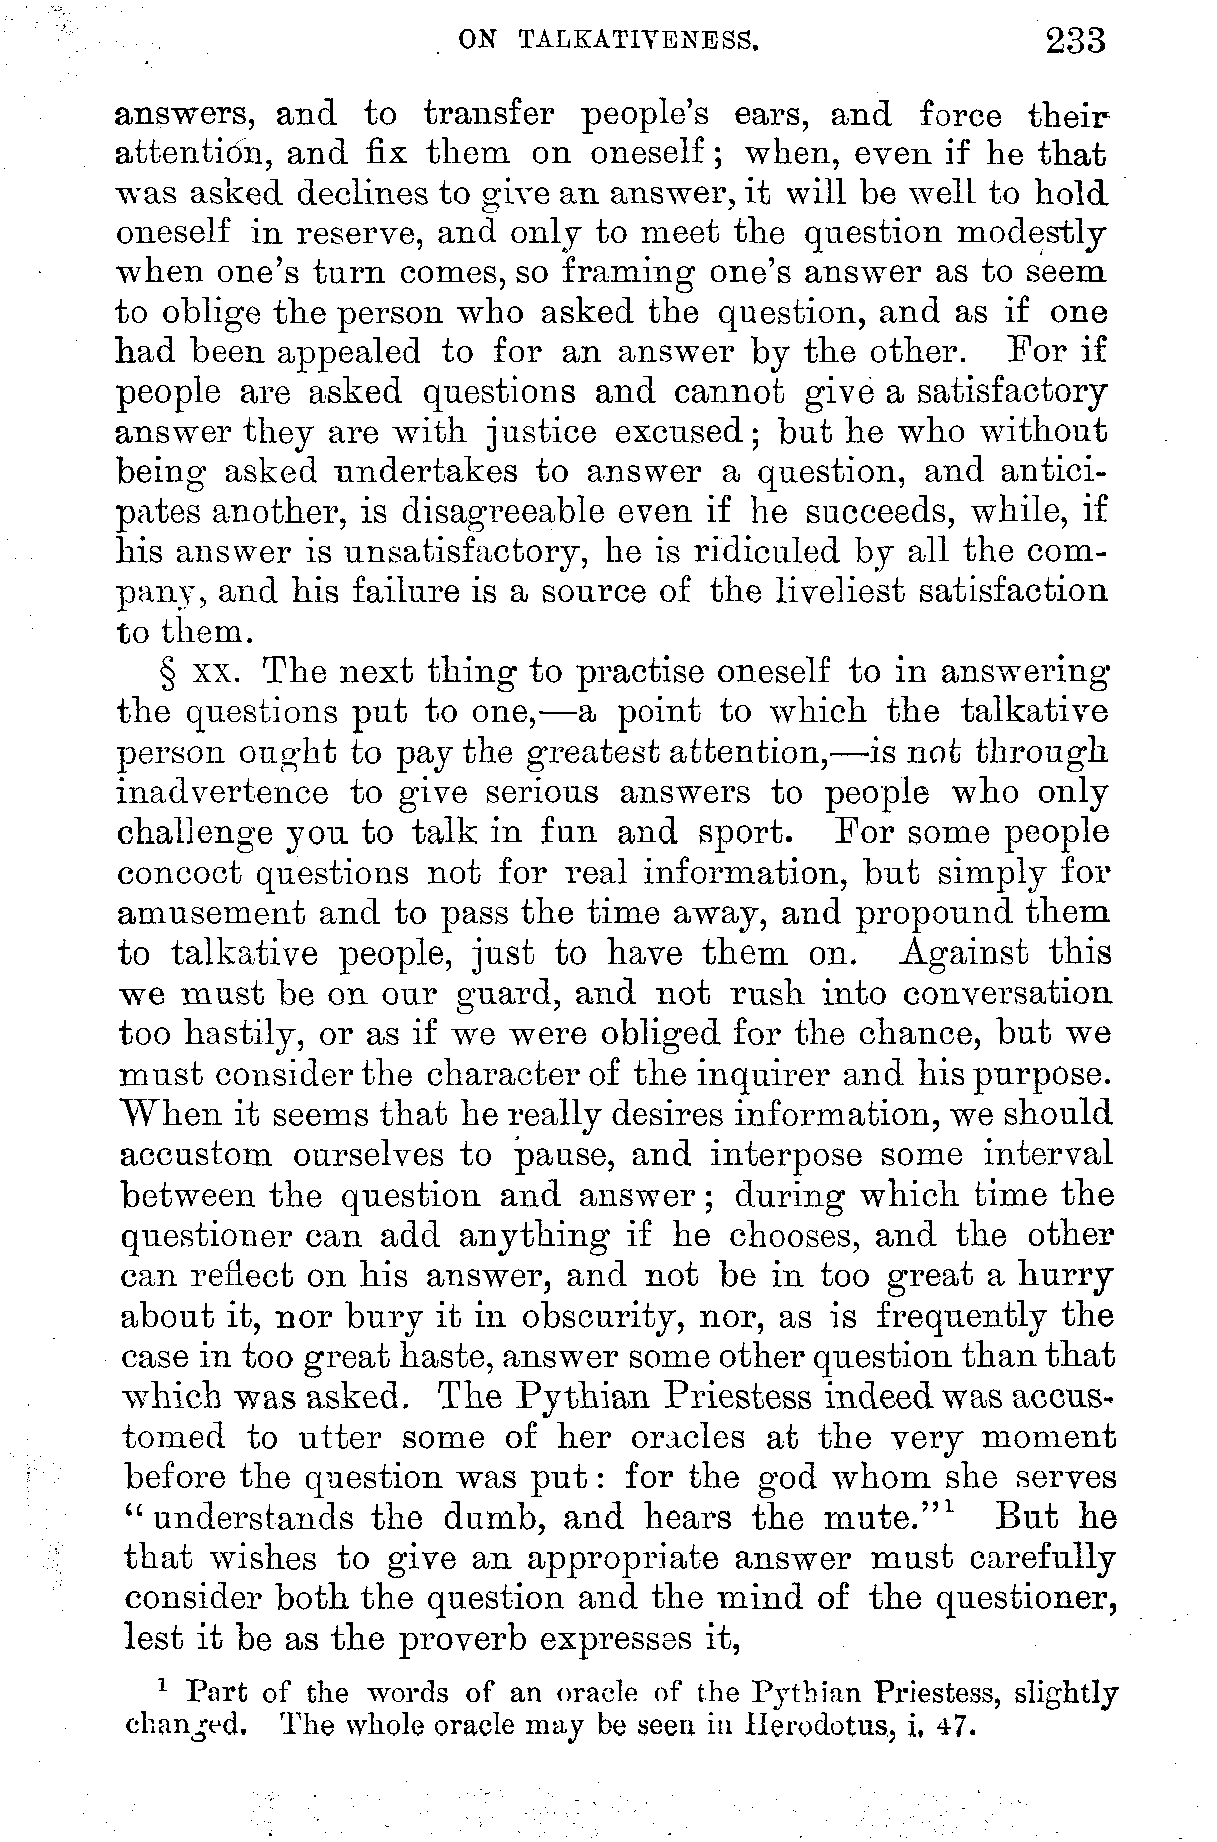 ON TALKATIVENESS. 233
answers, and to transfer people's ears, and force their
attention, and fix them on oneself; when, even if he that
was asked declines to give an answer, it will be well to hold
oneself in reserve, and only to meet the question modestly
when one's turn comes, so framing one's answer as to seem
to oblige the person who asked the question, and as if one
had been appealed to for an answer by the other. For if
people are asked questions and cannot give a satisfactory
answer they are with justice excused; but he who without
being asked undertakes to answer a question, and antici-
pates another, is disagreeable even if he succeeds, while, if
his answer is unsatisfactory, he is ridiculed by all the com-
pany, and his failure is a source of the liveliest satisfaction
to them.
§ XX. The next thing to practise oneself to in answering
the questions put to one,—a point to which the talkative
person ought to pay the greatest attention,—is not through
inadvertence to give serious answers to people who only
challenge you to talk in fun and sport. For some people
concoct questions not for real information, but simply for
amusement and to pass the time away, and propound them
to talkative people, just to have them on. Against this
we must be on our guard, and not rush into conversation
too hastily, or as if we were obliged for the chance, but we
must consider the character of the inquirer and his purpose.
When it seems that he really desires information, we should
accustom ourselves to pause, and interpose some interval
between the question and answer; during which time the
questioner can add anything if he chooses, and the other
can reflect on his answer, and not be in too great a hurry
about it, nor bury it in obscurity, nor, as is frequently the
case in too great haste, answer some other question than that
which was asked. The Pythian Priestess indeed was accus-
tomed to utter some of her oracles at the very moment
before the question was put: for the god whom she serves
"understands the dumb, and hears the mute."¹ But he
that wishes to give an appropriate answer must carefully
consider both the question and the mind of the questioner,
lest it be as the proverb expresses it,
¹ Part of the words of an oracle of the Pythian Priestess, slightly
changed. The whole oracle may be seen in Herodotus, i. 47.